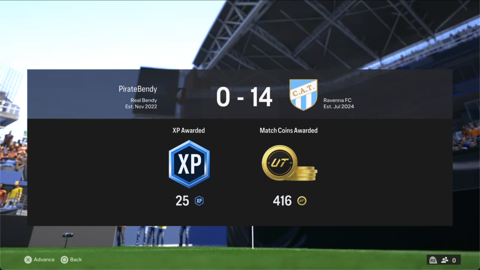 PirateBendy
Real Bendy
Est. Nov 2022
0 - 14
C.A.T.
Ravenna FC
Est. Jul 2024
XP Awarded
XP
25 XP
Match Coins Awarded
UT
416
Advance
Back
0